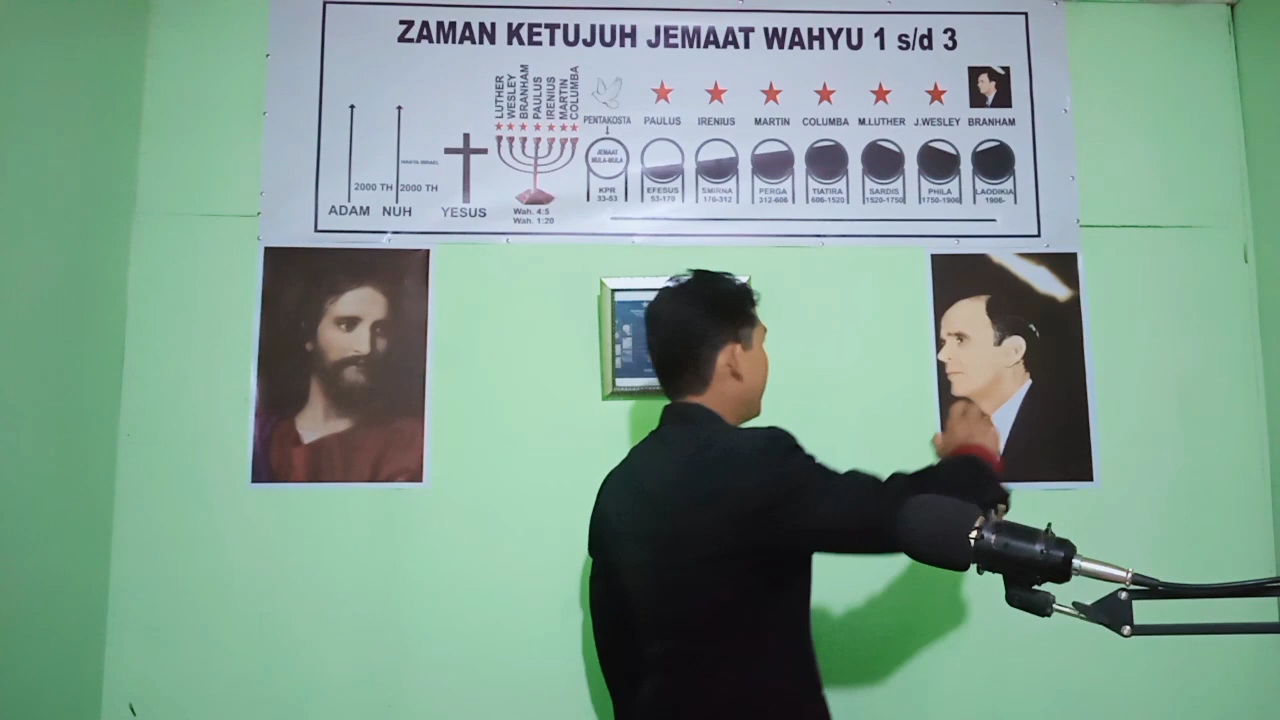 ZAMAN KETUJUH JEMAAT WAHYU 1 s/d 3
LUTHER
WESLEY
BRANHAM
PAULUS
IRENIUS
MARTIN
COLUMBA
PENTAKOSTA PAULUS IRENIUS MARTIN COLUMBA M.LUTHER J.WESLEY BRANHAM
JEMAAT
MULA-MULA
2000 TH 2000 TH
ADAM NUH YESUS
Wah. 4:5
Wah. 1:20
KPR EFESUS SMIRNA PERGA TIATIRA SARDIS PHILA LAODIKIA
33-53 53-170 170-312 312-606 606-1520 1520-1750 1750-1906 1906-